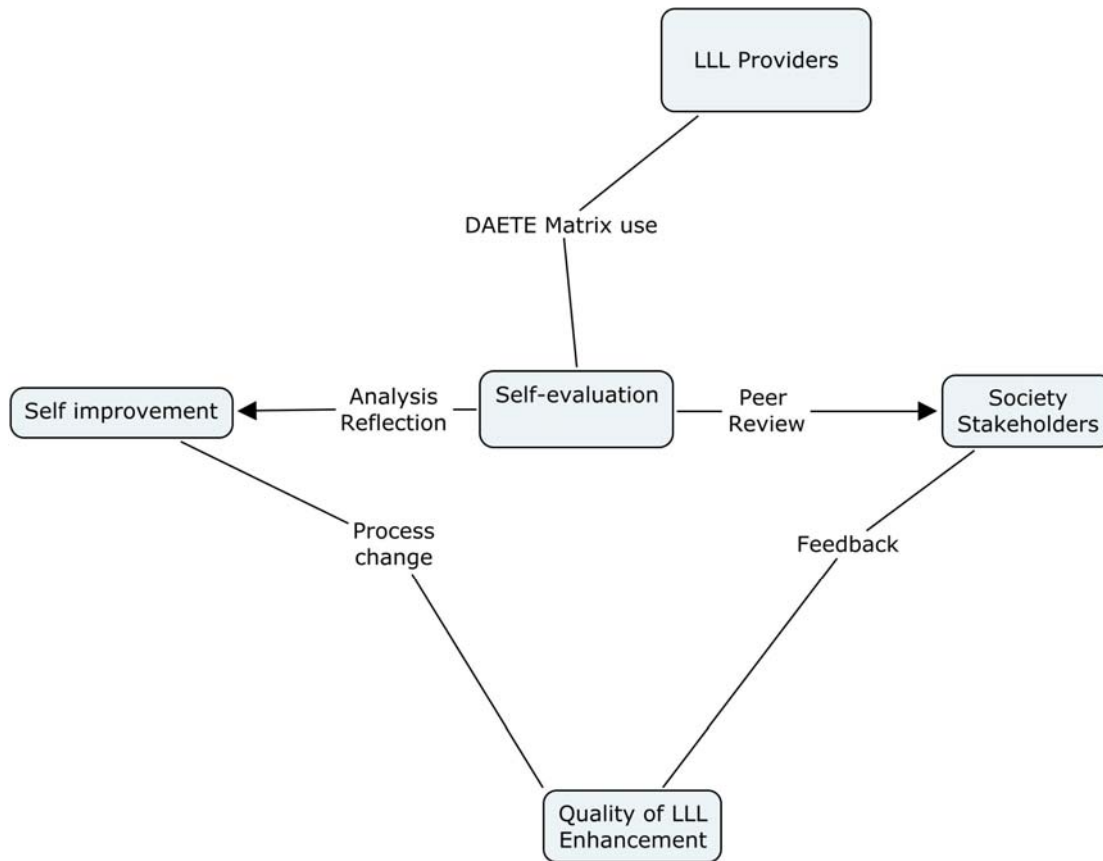 LLL Providers
DAETE Matrix use
Self improvement
Analysis
Reflection
Self-evaluation
Peer
Review
Society
Stakeholders
Process
change
Feedback
Quality of LLL
Enhancement